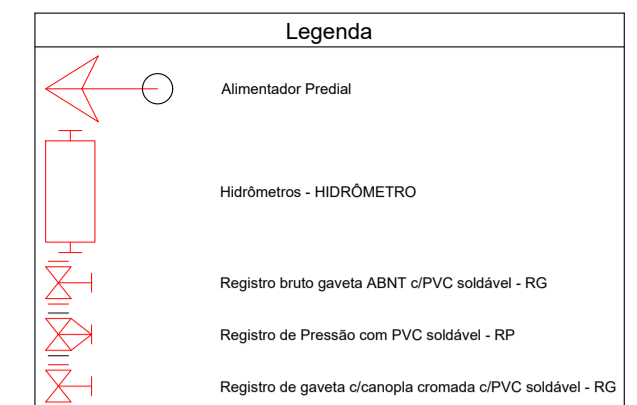 Legenda
Alimentador Predial
Hidrômetros - HIDRÔMETRO
Registro bruto gaveta ABNT c/PVC soldável - RG
Registro de Pressão com PVC soldável - RP
Registro de gaveta c/canopla cromada c/PVC soldável - RG